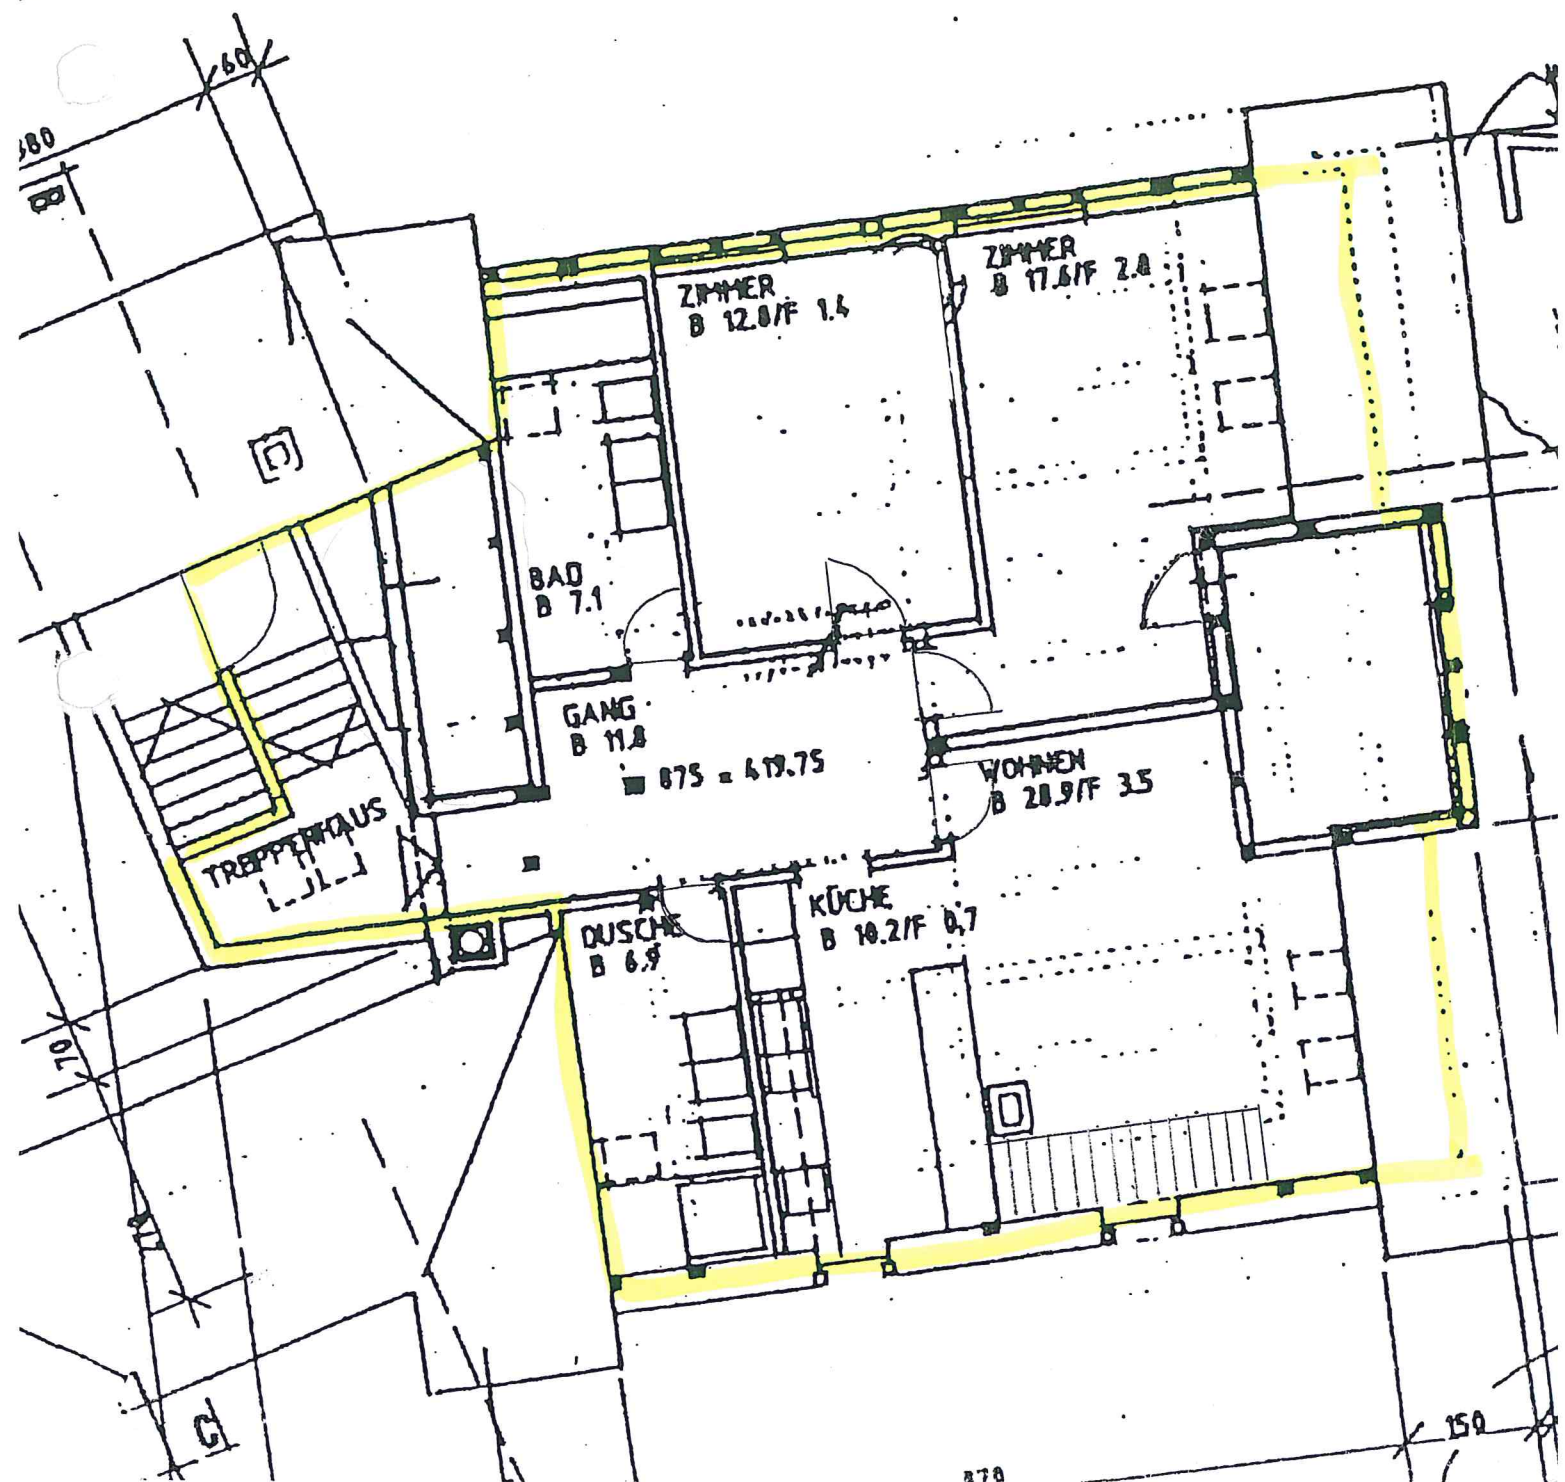 60
380
B
ZIMMER
B 12.8/F 1.4
ZIMMER
B 17.6/F 2.8
BAD
B 7.1
GANG
B 11.8
875 = 419.75
WOHNEN
B 28.9/F 3.5
TREPPENHAUS
DUSCHE
B 6.9
KÜCHE
B 10.2/F 0,7
70
C
150
870